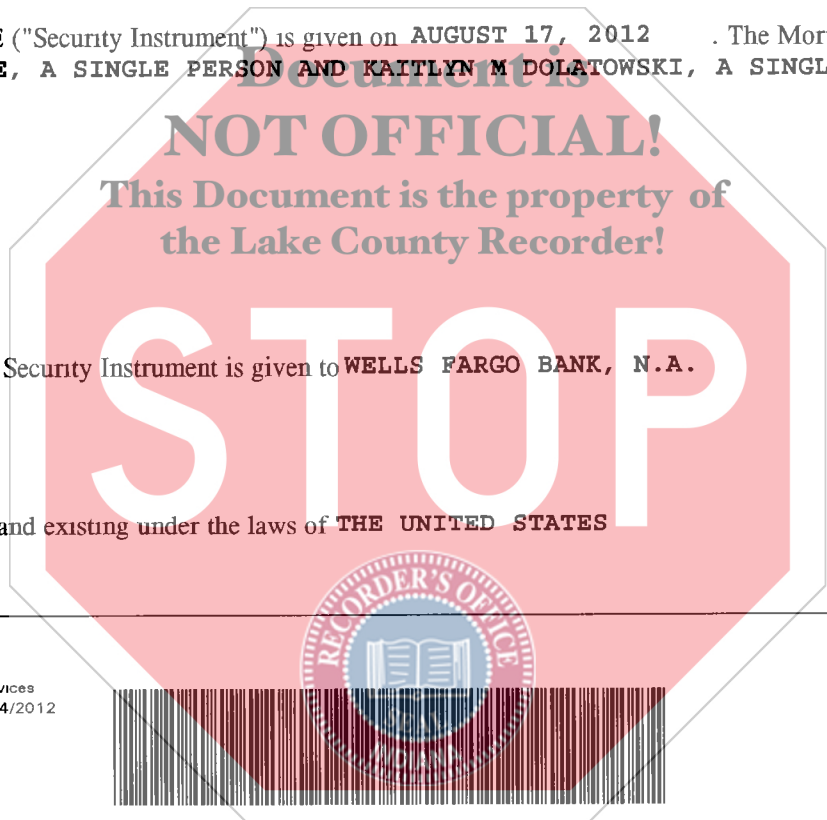 E ("Security Instrument") is given on AUGUST 17, 2012 . The Mor
E, A SINGLE PERSON AND KAITLYN M DOLATOWSKI, A SINGL
Document is
NOT OFFICIAL!
This Document is the property of
the Lake County Recorder!
STOP
Security Instrument is given to WELLS FARGO BANK, N.A.
and existing under the laws of THE UNITED STATES
RECORDER'S OFFICE
SEAL
INDIANA
vices
4/2012